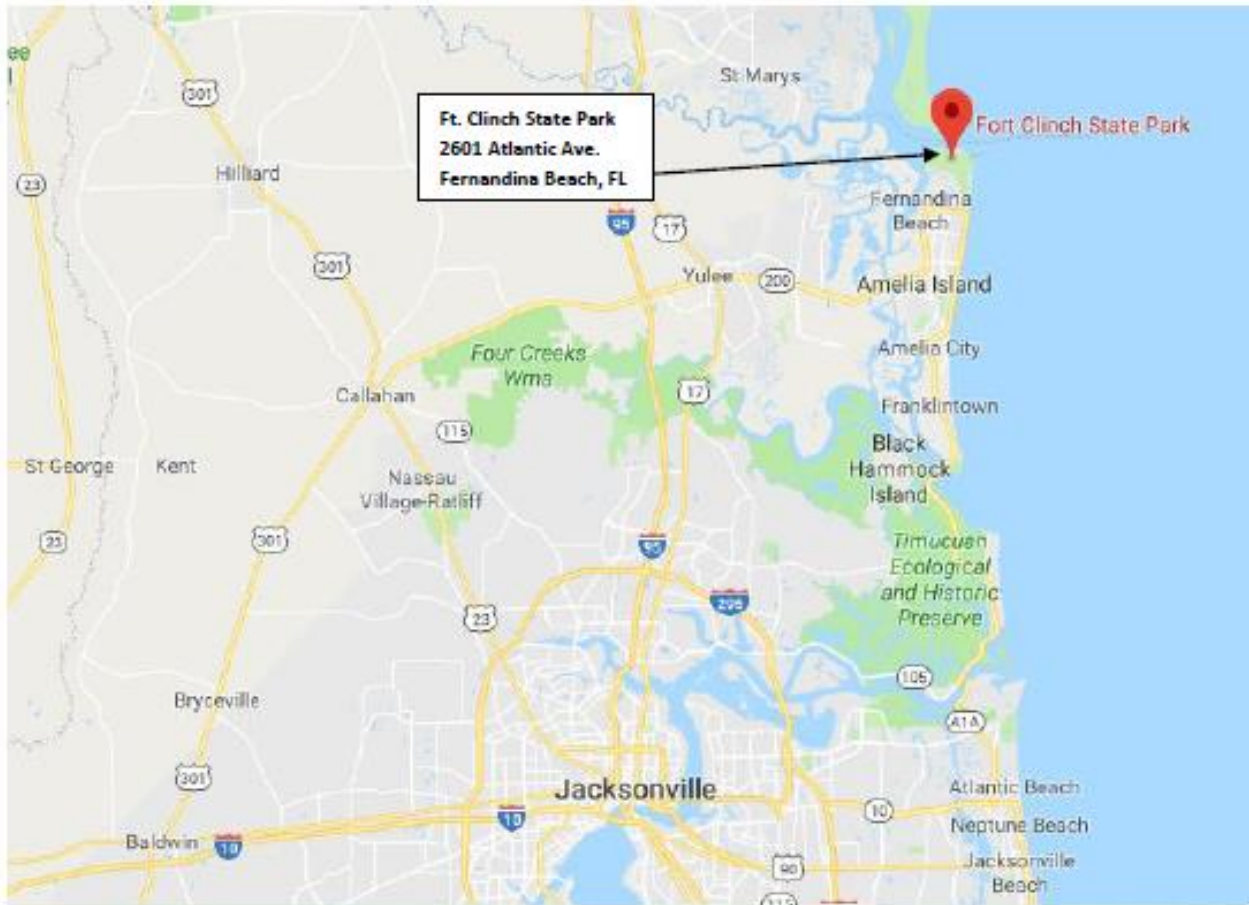 ee
St Marys
301
Ft. Clinch State Park
2601 Atlantic Ave.
Fernandina Beach, FL
Fort Clinch State Park
23
Hilliard
Fernandina
Beach
95
17
301
Yulee
200
Amelia Island
Four Creeks
Wma
Amelia City
Callahan
17
Franklintown
115
Black
Hammock
Island
St George
Kent
Nassau
Village-Ratliff
23
301
95
Timucuan
Ecological
and Historic
Preserve
295
23
105
Bryceville
A1A
301
Jacksonville
Atlantic Beach
10
10
Neptune Beach
Baldwin
10
90
Jacksonville
Beach